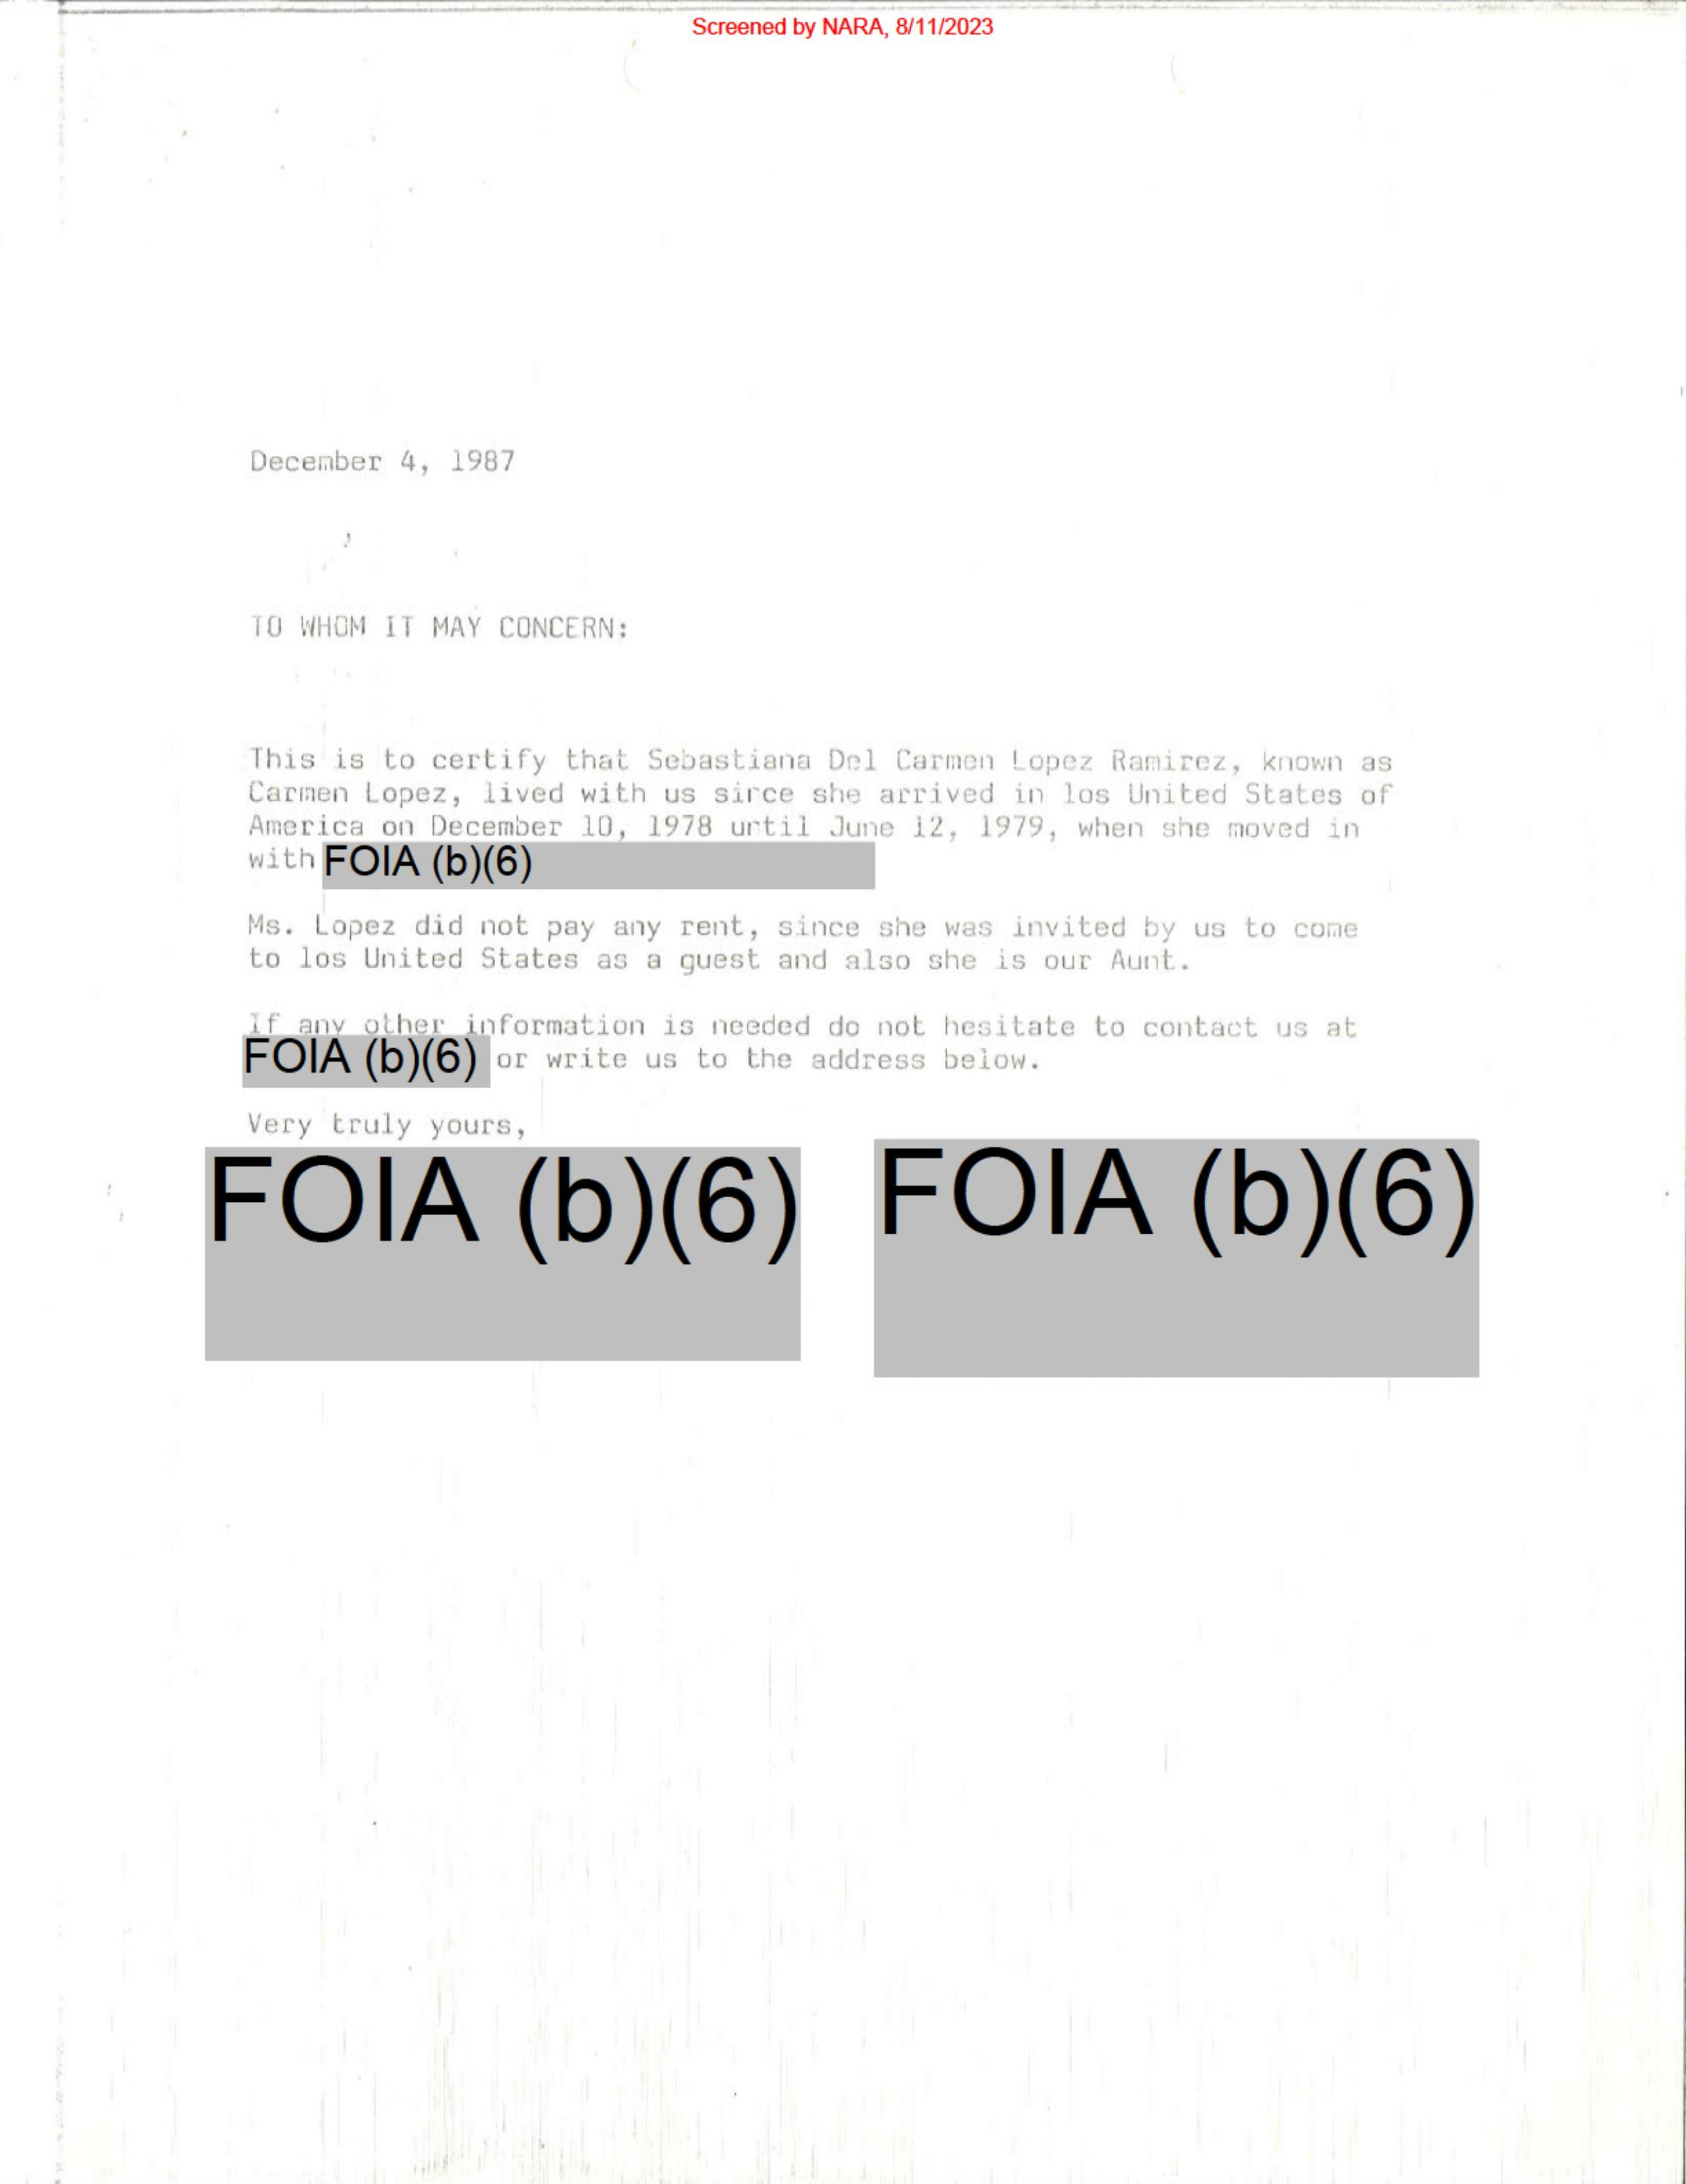 Screened by NARA, 8/11/2023
December 4, 1987
TO WHOM IT MAY CONCERN:
This is to certify that Sebastiana Del Carmen Lopez Ramirez, known as
Carmen Lopez, lived with us sirce she arrived in los United States of
America on December 10, 1978 urtil June 12, 1979, when she moved in
with FOIA (b)(6)
Ms. Lopez did not pay any rent, since she was invited by us to come
to los United States as a guest and also she is our Aunt.
If any other information is needed do not hesitate to contact us at
FOIA (b)(6) or write us to the address below.
Very truly yours,
FOIA (b)(6) FOIA (b)(6)